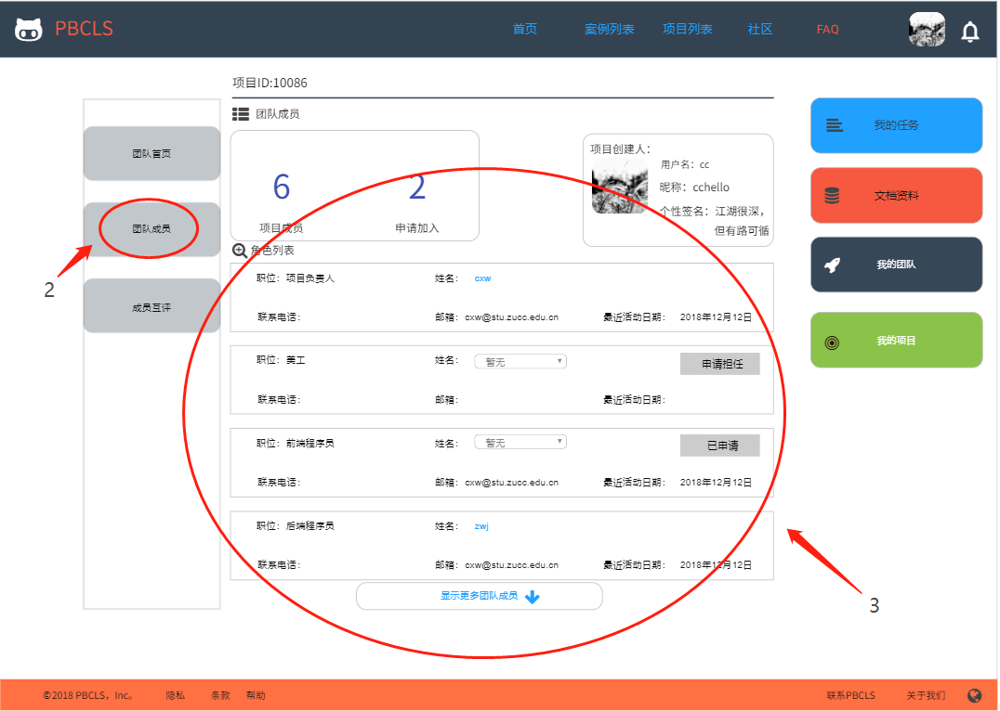 PBCLS 首页 案例列表 项目列表 社区 FAQ
项目ID:10086
团队成员
团队首页
团队成员
成员互评
2
6 2
项目成员 申请加入
项目创建人:
用户名: cc
昵称: cchello
个性签名: 江湖很深,
但有路可循
角色列表
职位: 项目负责人 姓名: cxw
联系电话: 邮箱: cxw@stu.zucc.edu.cn 最近活动日期: 2018年12月12日
职位: 美工 姓名: 暂无 申请担任
联系电话: 邮箱: 最近活动日期:
职位: 前端程序员 姓名: 暂无 已申请
联系电话: 邮箱: cxw@stu.zucc.edu.cn 最近活动日期: 2018年12月12日
职位: 后端程序员 姓名: zwj
联系电话: 邮箱: cxw@stu.zucc.edu.cn 最近活动日期: 2018年12月12日
显示更多团队成员
我的任务
文档资料
我的团队
我的项目
3
©2018 PBCLS, Inc。 隐私 条款 帮助 联系PBCLS 关于我们